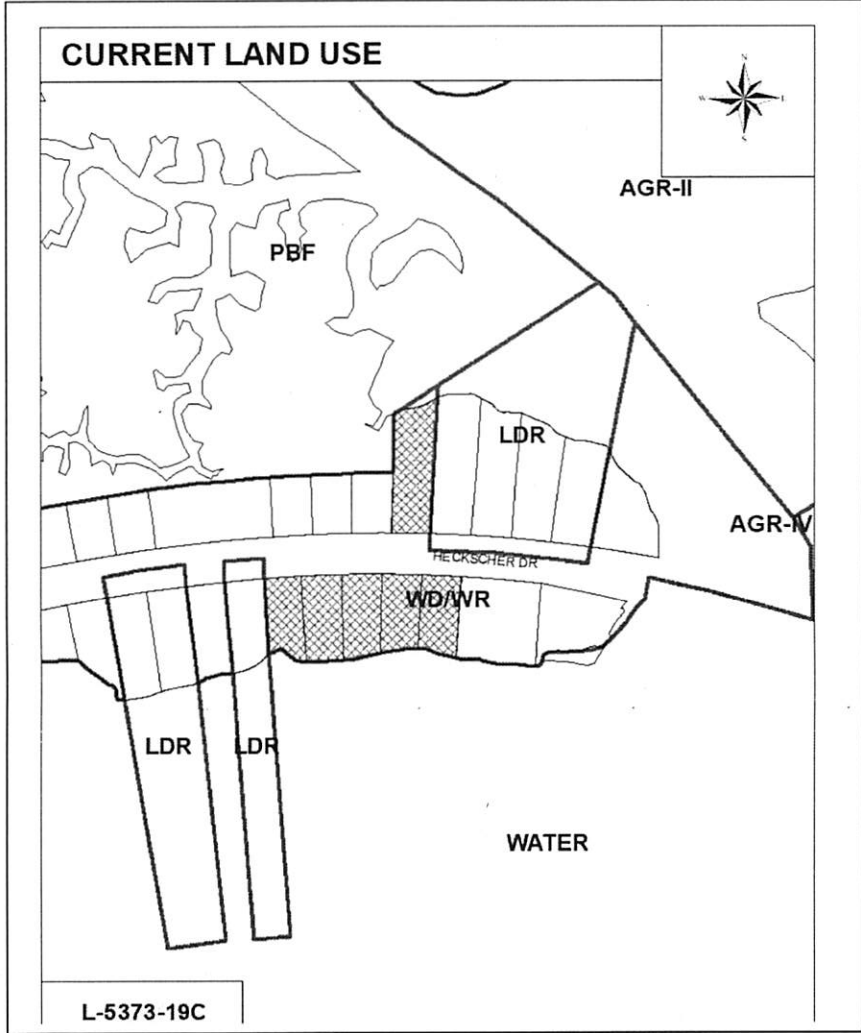 CURRENT LAND USE
N
W E
S
AGR-II
PBF
LDR
AGR-IV
HECKSCHER DR
WD/WR
LDR
LDR
WATER
L-5373-19C